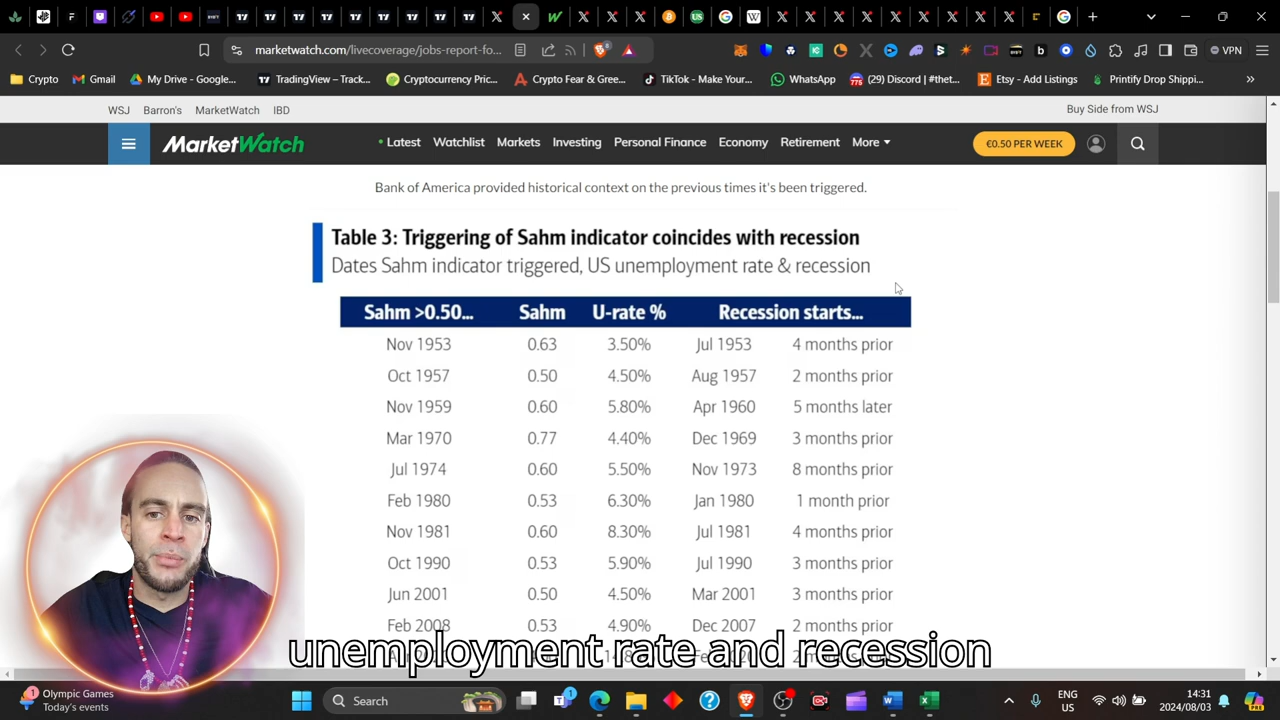 marketwatch.com/livecoverage/jobs-report-fo...
VPN
Crypto
Gmail
My Drive - Google...
TradingView – Track...
Cryptocurrency Pric...
Crypto Fear & Gree...
TikTok - Make Your...
WhatsApp
(29) Discord | #thet...
Etsy - Add Listings
Printify Drop Shippi...
WSJ Barron's MarketWatch IBD
Buy Side from WSJ
MarketWatch
Latest Watchlist Markets Investing Personal Finance Economy Retirement More
€0.50 PER WEEK
Bank of America provided historical context on the previous times it's been triggered.
Table 3: Triggering of Sahm indicator coincides with recession
Dates Sahm indicator triggered, US unemployment rate & recession
Sahm >0.50... Sahm U-rate % Recession starts...
Nov 1953 0.63 3.50% Jul 1953 4 months prior
Oct 1957 0.50 4.50% Aug 1957 2 months prior
Nov 1959 0.60 5.80% Apr 1960 5 months later
Mar 1970 0.77 4.40% Dec 1969 3 months prior
Jul 1974 0.60 5.50% Nov 1973 8 months prior
Feb 1980 0.53 6.30% Jan 1980 1 month prior
Nov 1981 0.60 8.30% Jul 1981 4 months prior
Oct 1990 0.53 5.90% Jul 1990 3 months prior
Jun 2001 0.50 4.50% Mar 2001 3 months prior
Feb 2008 0.53 4.90% Dec 2007 2 months prior
unemployment rate and recession
Olympic Games
Today's events
Search
ENG
US
14:31
2024/08/03